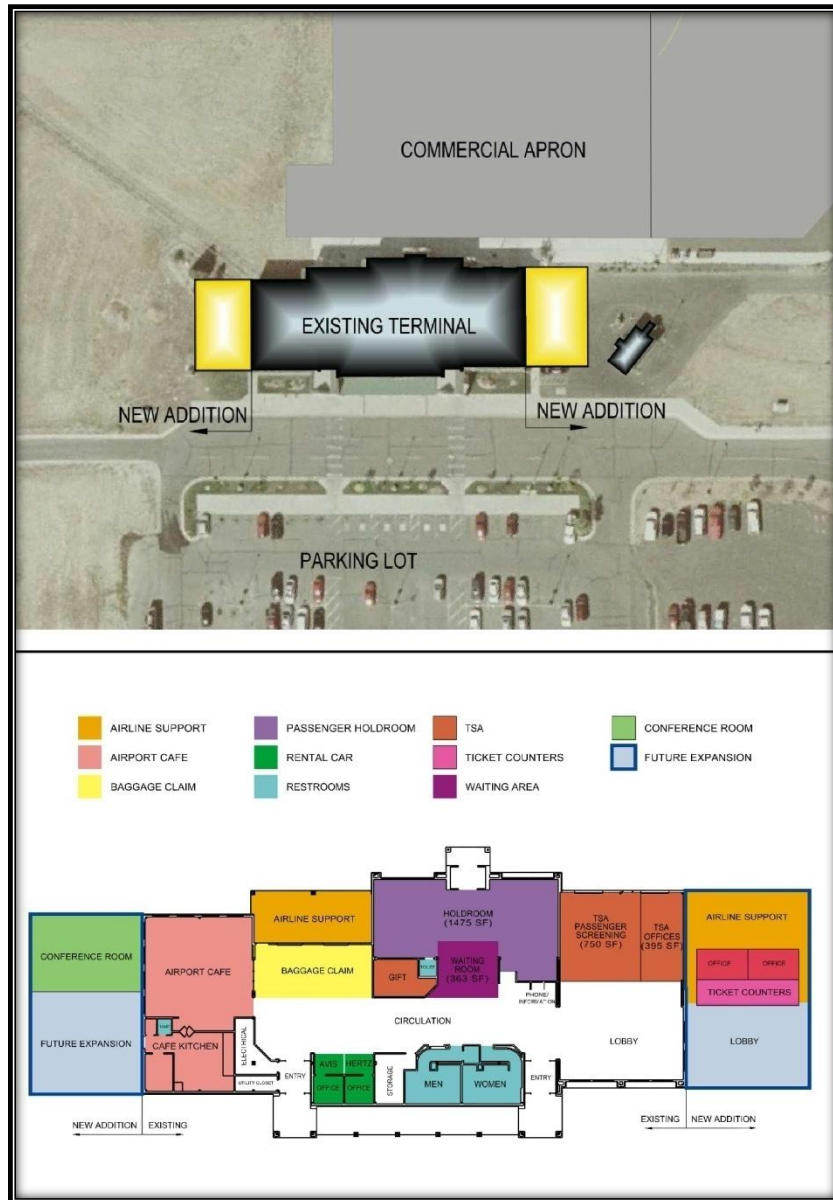 COMMERCIAL APRON
EXISTING TERMINAL
NEW ADDITION
NEW ADDITION
PARKING LOT
AIRLINE SUPPORT
PASSENGER HOLDROOM
TSA
CONFERENCE ROOM
AIRPORT CAFE
RENTAL CAR
TICKET COUNTERS
FUTURE EXPANSION
BAGGAGE CLAIM
RESTROOMS
WAITING AREA
AIRLINE SUPPORT
HOLDROOM
(1475 SF)
TSA
PASSENGER
SCREENING
(750 SF)
TSA
OFFICES
(395 SF)
AIRLINE SUPPORT
CONFERENCE ROOM
AIRPORT CAFE
BAGGAGE CLAIM
GIFT
TOILET
WAITING
ROOM
(363 SF)
OFFICE
OFFICE
TICKET COUNTERS
PHONE/
INFORMATION
CIRCULATION
FUTURE EXPANSION
CAFE KITCHEN
ELECTRICAL
LOBBY
LOBBY
UTILITY CLOSET
ENTRY
AVIS
HERTZ
OFFICE
OFFICE
STORAGE
MEN
WOMEN
ENTRY
NEW ADDITION
EXISTING
EXISTING
NEW ADDITION